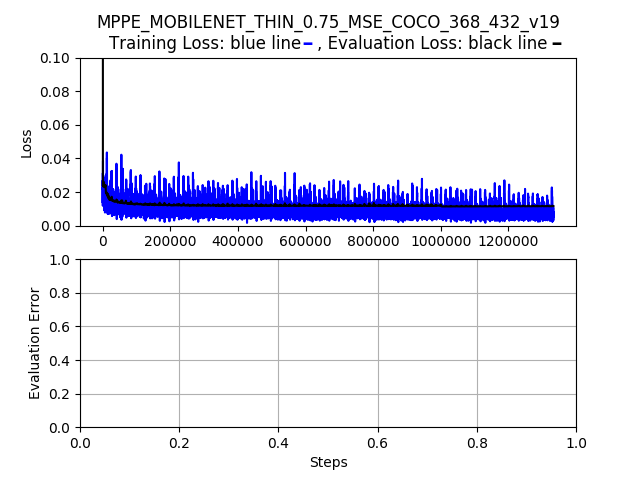 MPPE_MOBILENET_THIN_0.75_MSE_COCO_368_432_v19
Training Loss: blue line , Evaluation Loss: black line
0.10
0.08
0.06
0.04
0.02
0.00
Loss
0 200000 400000 600000 800000 1000000 1200000
1.0
0.8
0.6
0.4
0.2
0.0
Evaluation Error
0.0 0.2 0.4 0.6 0.8 1.0
Steps